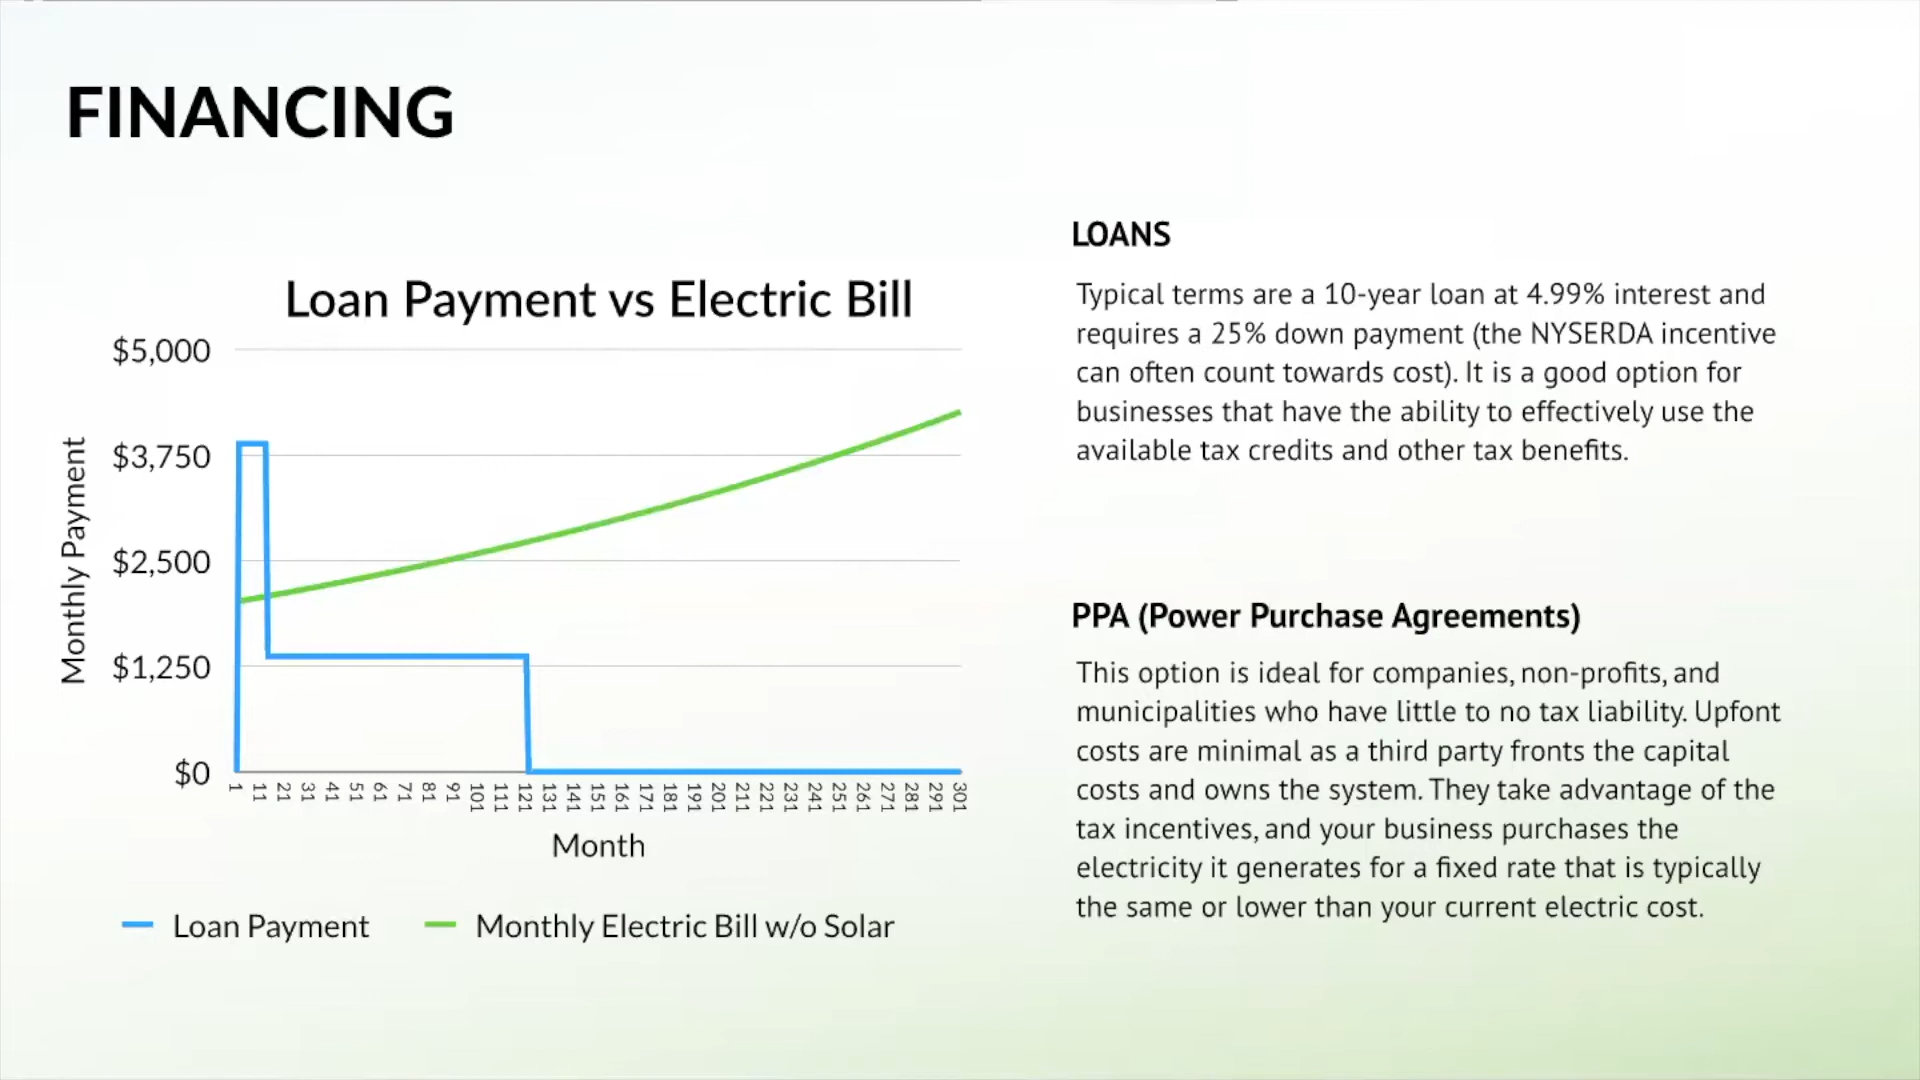 FINANCING
Loan Payment vs Electric Bill
$5,000
$3,750
$2,500
$1,250
$0
Monthly Payment
1 11 21 31 41 51 61 71 81 91 101 111 121 131 141 151 161 171 181 191 201 211 221 231 241 251 261 271 281 291 301
Month
Loan Payment
Monthly Electric Bill w/o Solar
LOANS
Typical terms are a 10-year loan at 4.99% interest and
requires a 25% down payment (the NYSERDA incentive
can often count towards cost). It is a good option for
businesses that have the ability to effectively use the
available tax credits and other tax benefits.
PPA (Power Purchase Agreements)
This option is ideal for companies, non-profits, and
municipalities who have little to no tax liability. Upfont
costs are minimal as a third party fronts the capital
costs and owns the system. They take advantage of the
tax incentives, and your business purchases the
electricity it generates for a fixed rate that is typically
the same or lower than your current electric cost.